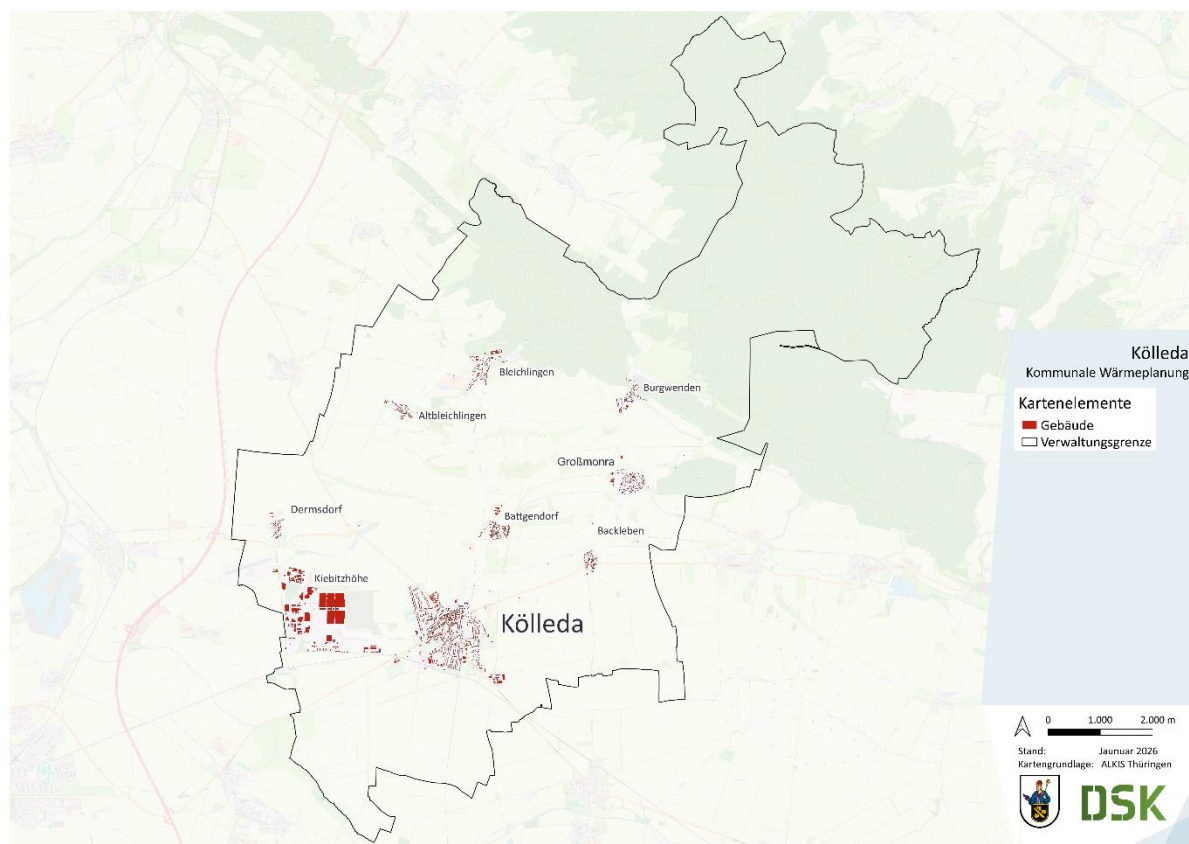 Bleichlingen
Burgwenden
Altbleichlingen
Großmonra
Dermsdorf
Battgendorf
Backleben
Kiebitzhöhe
Kölleda
Kölleda
Kommunale Wärmeplanung
Kartenelemente
Gebäude
Verwaltungsgrenze
0 1.000 2.000 m
Stand: Jaunuar 2026
Kartengrundlage: ALKIS Thüringen
DSK